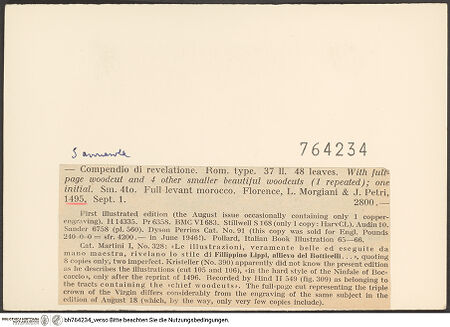 764234
— Compendio di revelatione. Rom. type. 37 ll. 48 leaves. With full-
page woodcut and 4 other smaller beautiful woodcuts (1 repeated); one
initial. Sm. 4to. Full levant morocco. Florence, L. Morgiani & J. Petri,
1495, Sept. 1. 2800.—
First illustrated edition (the August issue occasionally containing only 1 copper-
engraving). H 14335. Pr 6358. BMC VI 683. Stillwell S 168 (only 1 copy: HarvCL). Audin 10.
Sander 6758 (pl. 560). Dyson Perrins Cat. No. 91 (this copy was sold for Engl. Pounds
240-0-0 = sfr. 4200.— in June 1946!). Pollard, Italian Book Illustration 65—66.
Cat. Martini I, No. 328: «Le illustrazioni, veramente belle ed eseguite da
mano maestra, rivelano lo stile di Filippino Lippi, allievo del Botticelli...», quoting
8 copies only, two imperfect. Kristeller (No. 390) apparently did not know the present edition
as he describes the illustrations (cut 105 and 106), «in the hard style of the Ninfale of Boc-
caccio», only after the reprint of 1496. Recorded by Hind II 549 (fig. 309) as belonging to
the tracts containing the «chief woodcuts». The full-page cut representing the triple
crown of the Virgin differs considerably from the engraving of the same subject in the
edition of August 18 (which, by the way, only very few copies include).
bh764234_verso Bitte beachten Sie die Nutzungsbedingungen.